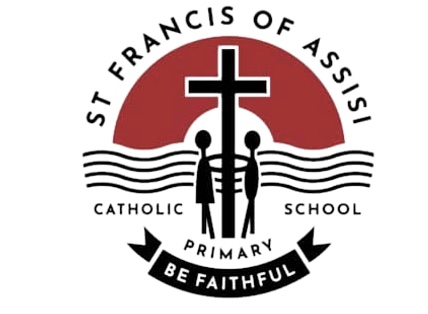 ST FRANCIS OF ASSISI
CATHOLIC SCHOOL
PRIMARY
BE FAITHFUL